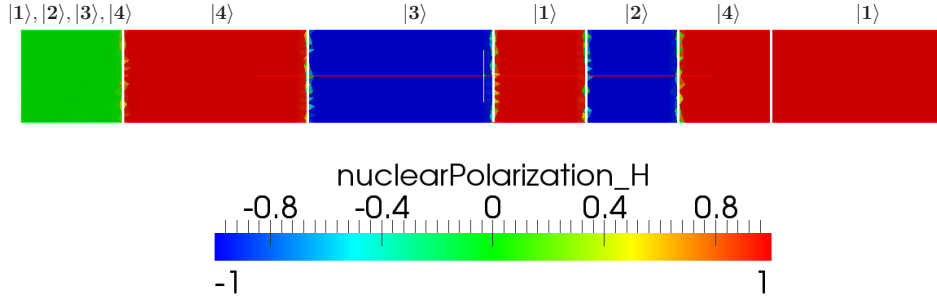 |1⟩, |2⟩, |3⟩, |4⟩ |4⟩ |3⟩ |1⟩ |2⟩ |4⟩ |1⟩
nuclearPolarization_H
-0.8 -0.4 0 0.4 0.8
-1 1